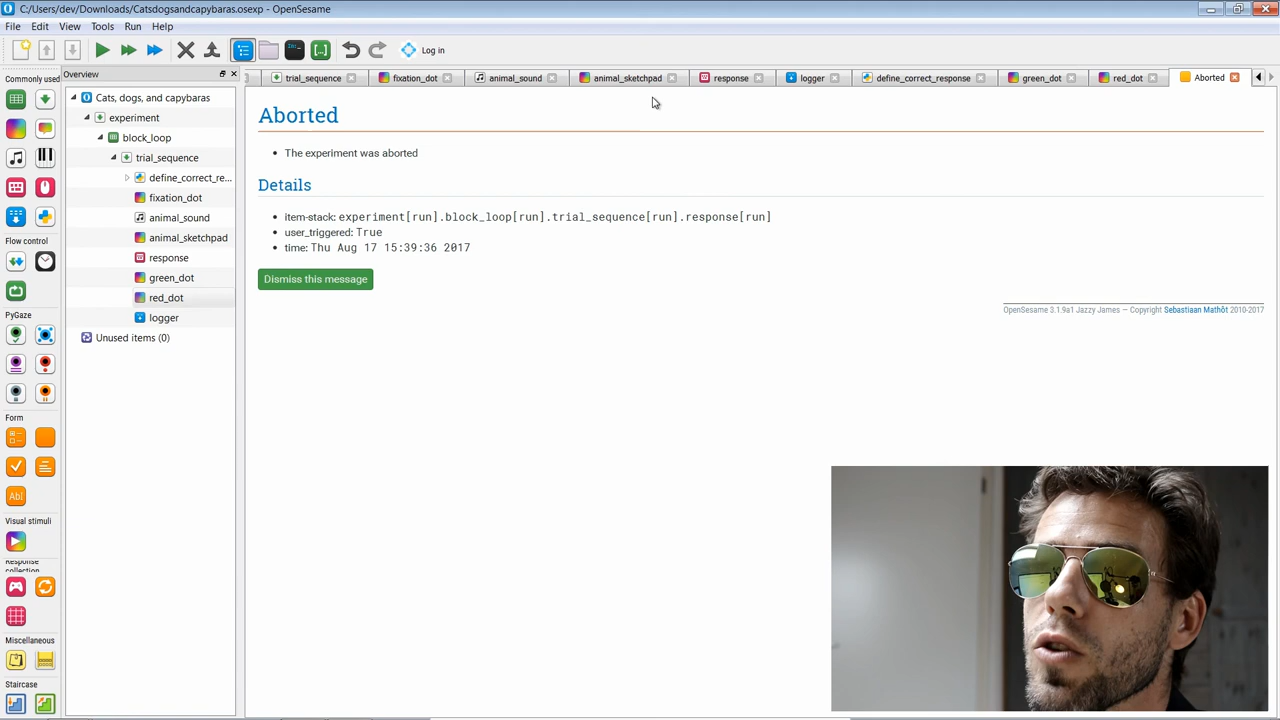 C:/Users/dev/Downloads/Catsdogsandcapybaras.osexp - OpenSesame
File Edit View Tools Run Help
Log in
Commonly used
Overview
trial_sequence fixation_dot animal_sound animal_sketchpad response logger define_correct_response green_dot red_dot Aborted
Cats, dogs, and capybaras
experiment
block_loop
trial_sequence
define_correct_re...
fixation_dot
animal_sound
animal_sketchpad
response
green_dot
red_dot
logger
Unused items (0)
Flow control
PyGaze
Form
Abl
Visual stimuli
Response
collection
Miscellaneous
Staircase
Aborted
The experiment was aborted
Details
item-stack: experiment[run].block_loop[run].trial_sequence[run].response[run]
user_triggered: True
time: Thu Aug 17 15:39:36 2017
Dismiss this message
OpenSesame 3.1.9a1 Jazzy James — Copyright Sebastiaan Mathôt 2010-2017